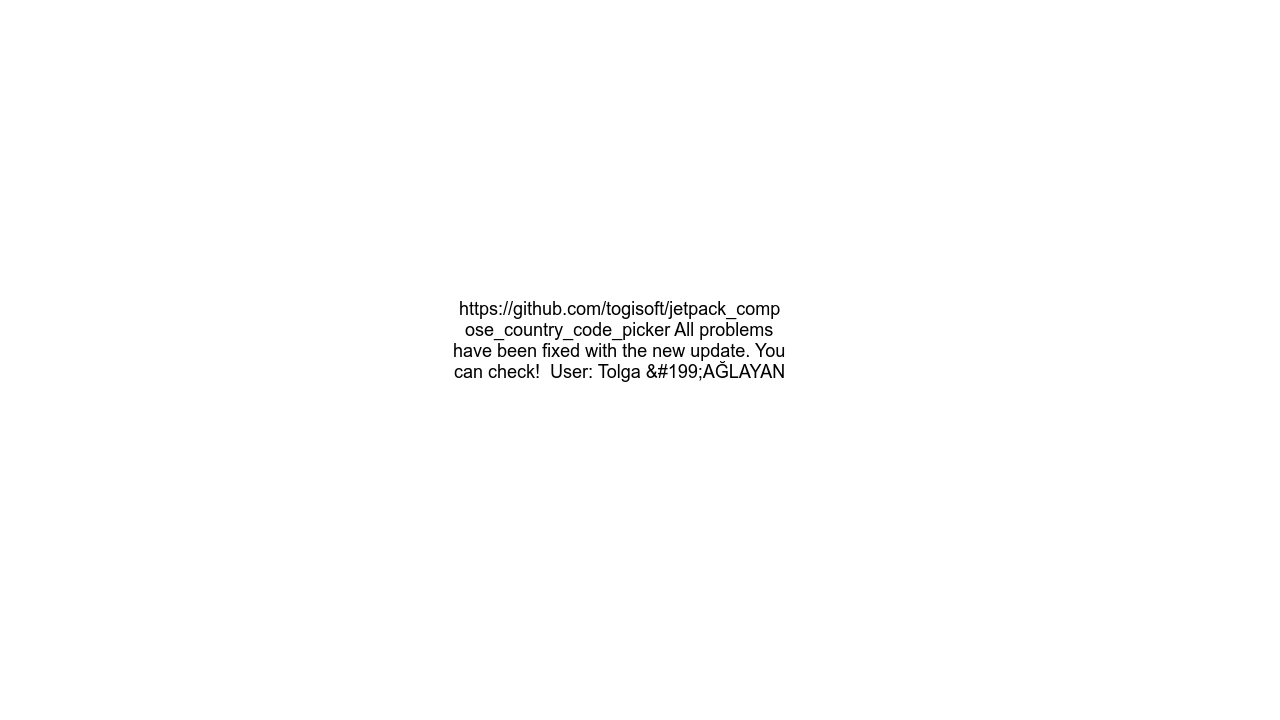 https://github.com/togisoft/jetpack_comp
ose_country_code_picker All problems
have been fixed with the new update. You
can check!  User: Tolga &#199;AĞLAYAN